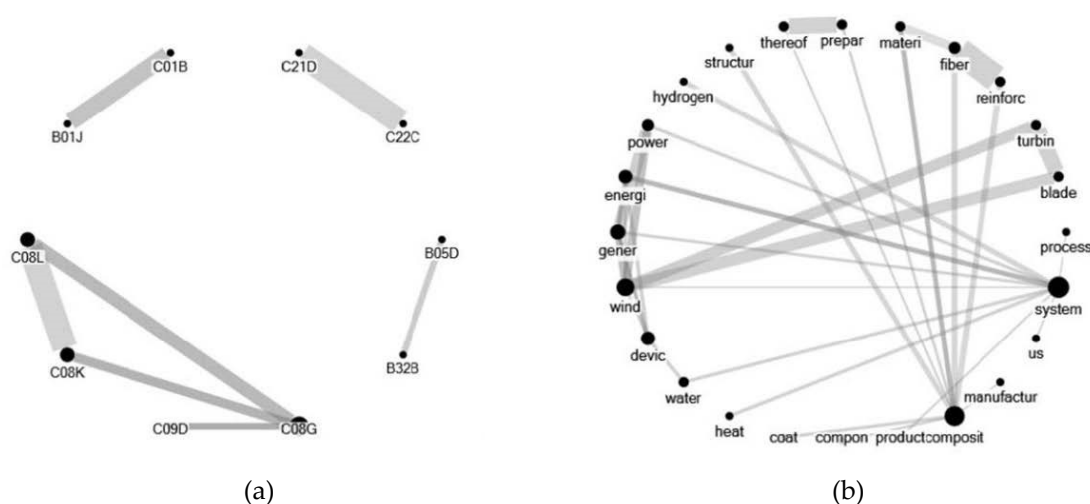 C01B
C21D
B01J
C22C
C08L
B05D
C08K
B32B
C09D
C08G
(a)
thereof
prepar
materi
structur
fiber
hydrogen
reinforc
power
turbin
energi
blade
gener
process
wind
system
devic
us
water
manufactur
heat
coat
compon
product
composit
(b)